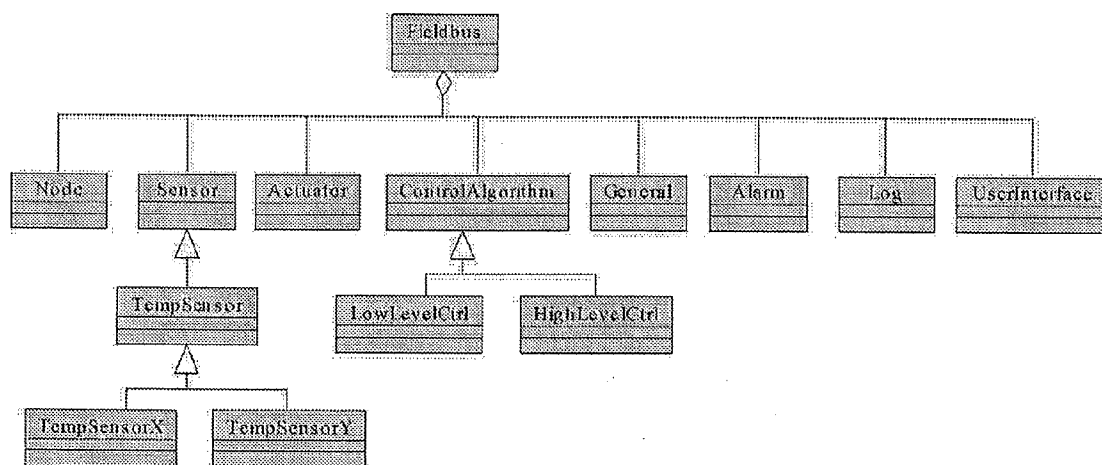 Fieldbus
Node Sensor Actuator ControlAlgorithm General Alarm Log UserInterface
TempSensor LowLevelCtrl HighLevelCtrl
TempSensorX TempSensorY